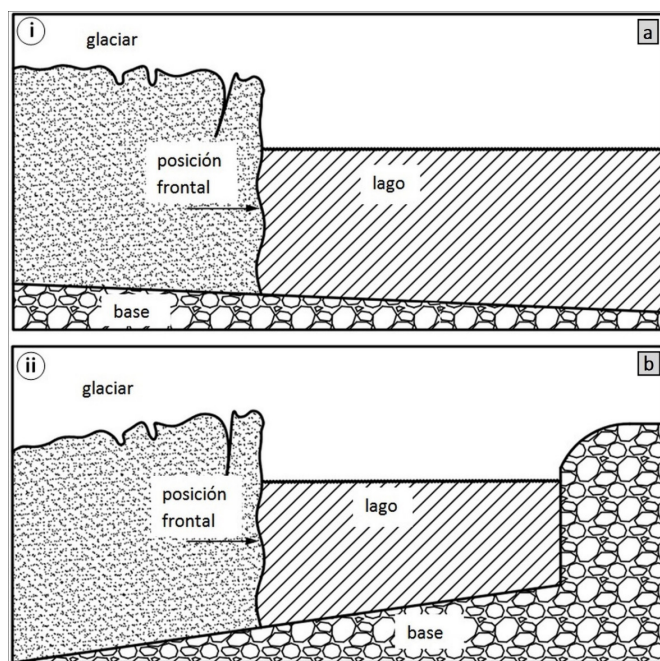 i
a
glaciar
posición
frontal
lago
base
ii
b
glaciar
posición
frontal
lago
base